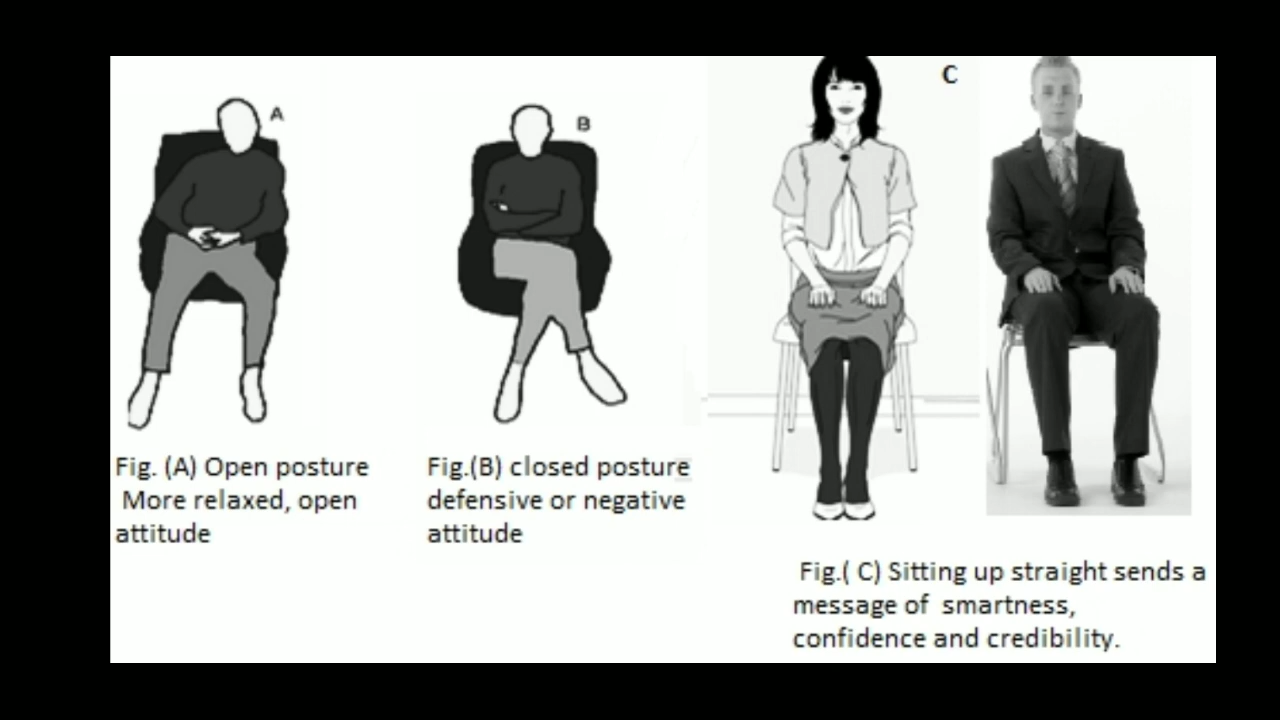 A
B
C
Fig. (A) Open posture
More relaxed, open
attitude
Fig.(B) closed posture
defensive or negative
attitude
Fig.( C) Sitting up straight sends a
message of smartness,
confidence and credibility.